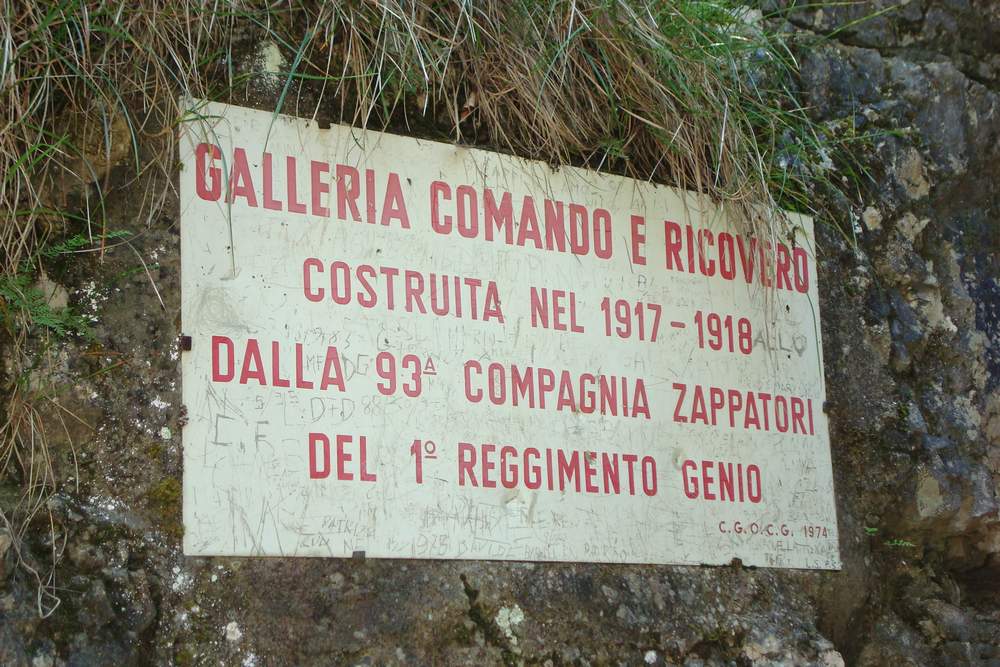 GALLERIA COMANDO E RICOVERO
COSTRUITA NEL 1917-1918
DALLA 93ª COMPAGNIA ZAPPATORI
DEL 1º REGGIMENTO GENIO
C.G.O.C.G. 1974
D+D
C.F.